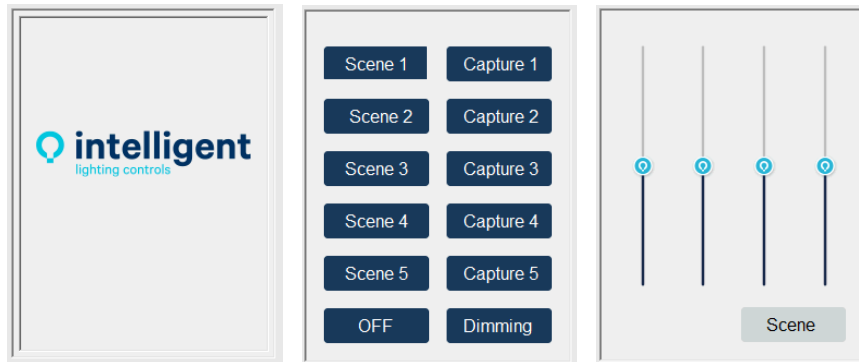 intelligent
lighting controls
Scene 1 Capture 1
Scene 2 Capture 2
Scene 3 Capture 3
Scene 4 Capture 4
Scene 5 Capture 5
OFF Dimming
Scene